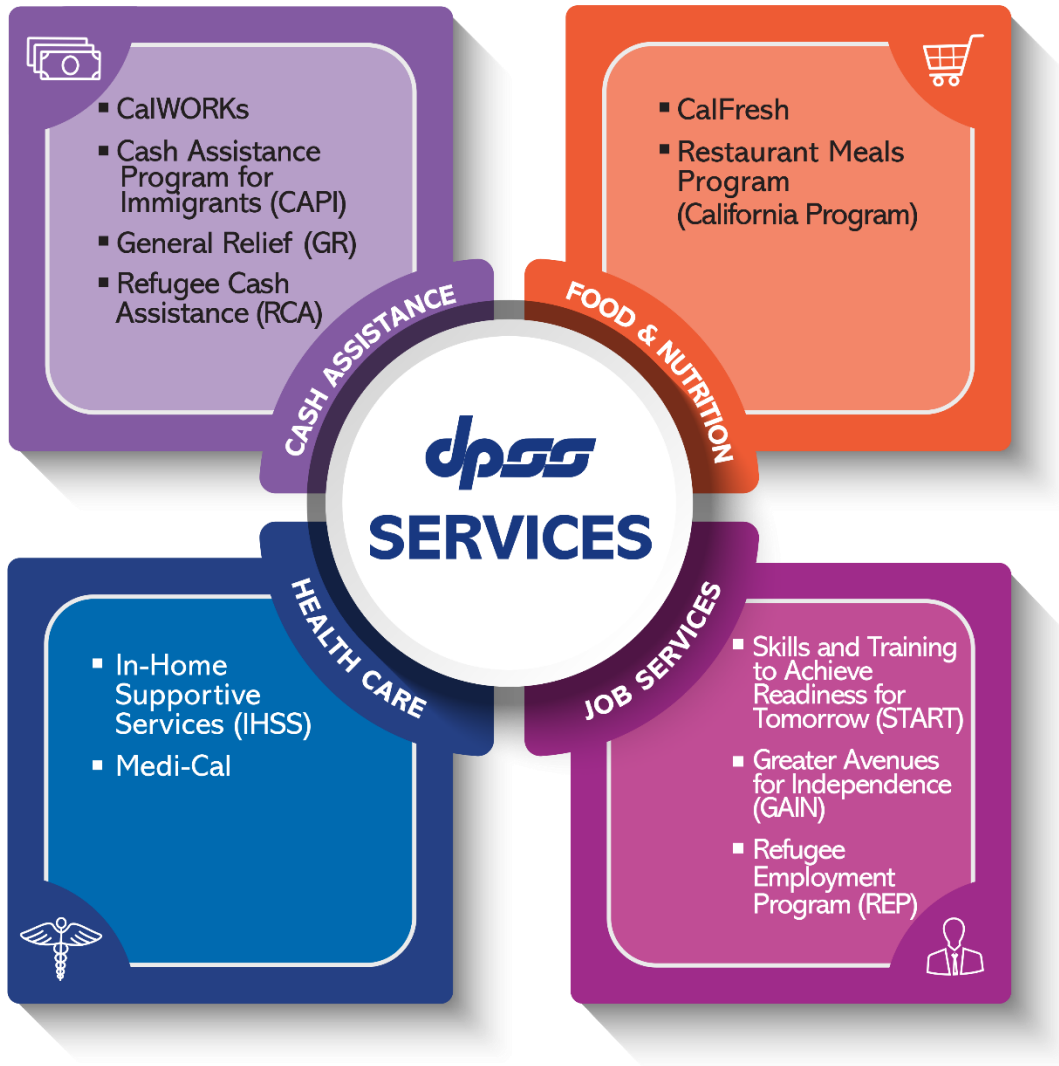 ▪ CalWORKs
▪ Cash Assistance
Program for
Immigrants (CAPI)
▪ General Relief (GR)
▪ Refugee Cash
Assistance (RCA)
CASH ASSISTANCE
▪ CalFresh
▪ Restaurant Meals
Program
(California Program)
FOOD & NUTRITION
dpss
SERVICES
▪ In-Home
Supportive
Services (IHSS)
▪ Medi-Cal
HEALTH CARE
▪ Skills and Training
to Achieve
Readiness for
Tomorrow (START)
▪ Greater Avenues
for Independence
(GAIN)
▪ Refugee
Employment
Program (REP)
JOB SERVICES